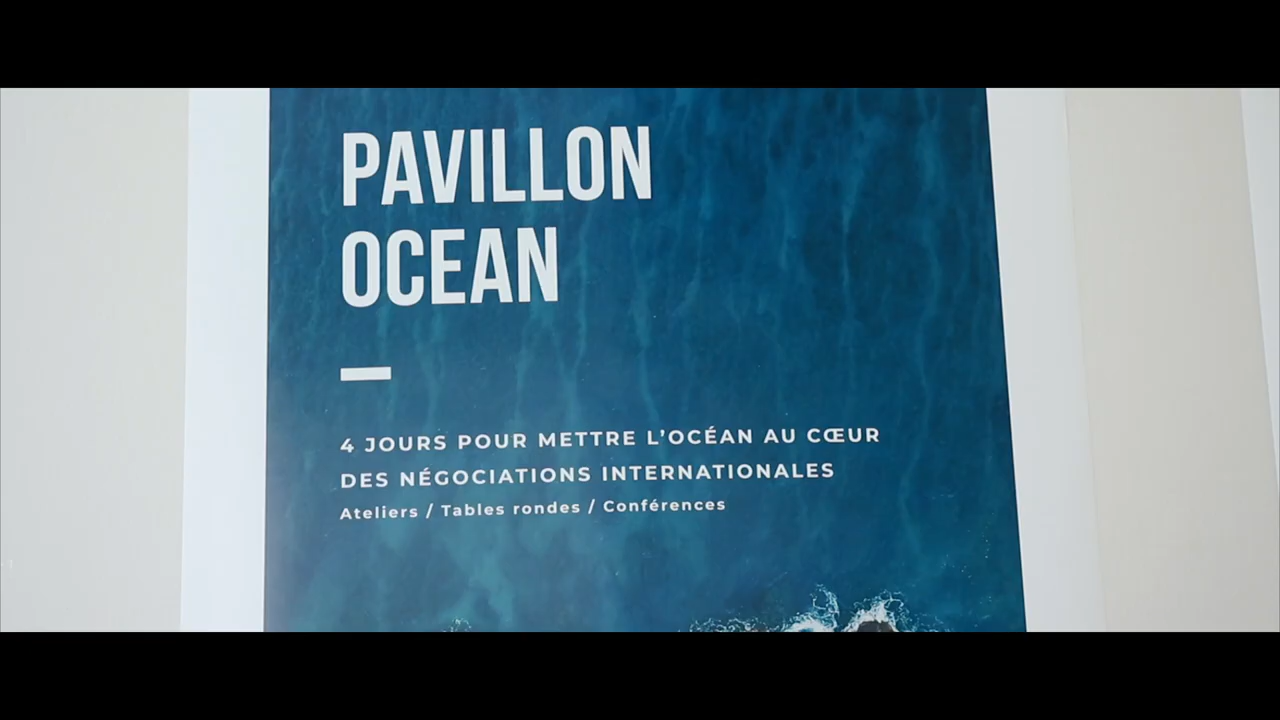 PAVILLON
OCEAN
4 JOURS POUR METTRE L'OCÉAN AU CŒUR
DES NÉGOCIATIONS INTERNATIONALES
Ateliers / Tables rondes / Conférences